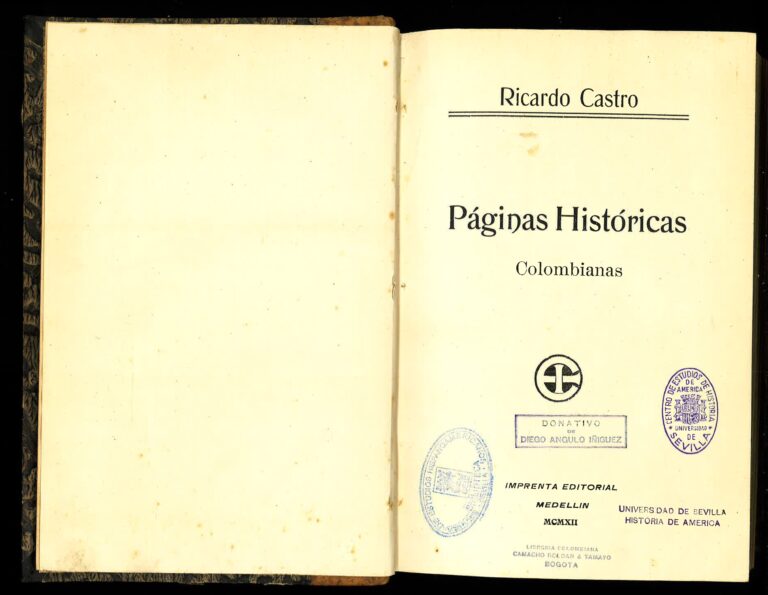 Ricardo Castro
Páginas Históricas
Colombianas
CENTRO DE ESTUDIOS DE HISTORIA
DE
AMERICA
UNIVERSIDAD
DE
SEVILLA
DONATIVO
DE
DIEGO ANGULO IÑIGUEZ
IMPRENTA EDITORIAL
MEDELLIN
MCMXII
UNIVERSDAD DE SEVILLA
HISTORIA DE AMERICA
LIBRERIA COLOMBIANA
CAMACHO ROLDAN & TAMAYO
BOGOTA